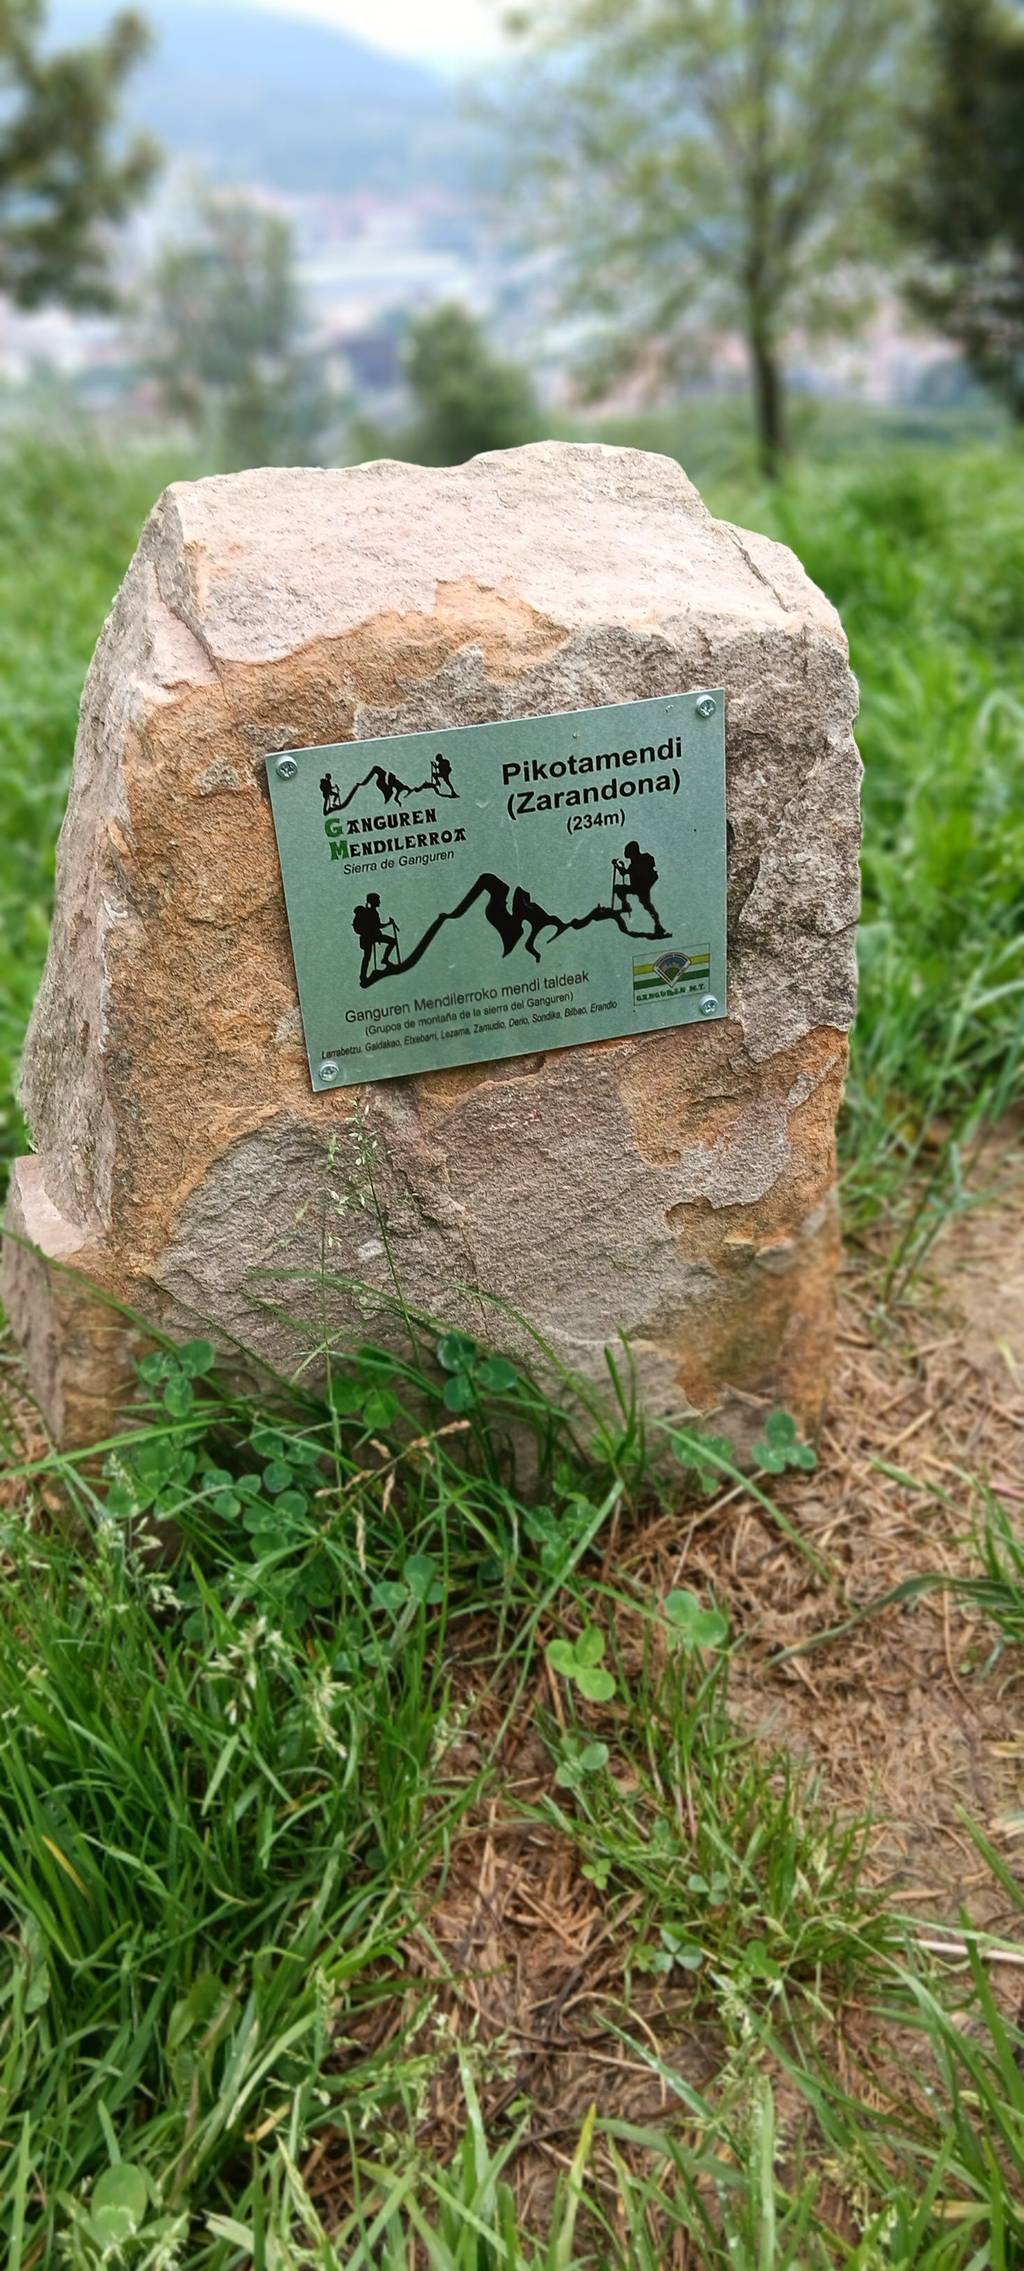 GANGUREN
MENDILERROA
Sierra de Ganguren
Pikotamendi
(Zarandona)
(234m)
Ganguren Mendilerroko mendi taldeak
(Grupos de montaña de la sierra del Ganguren)
Larrabetzu, Galdakao, Etxebarri, Lezama, Zamudio, Derio, Sondika, Bilbao, Erandio
GANGUREN M.T.